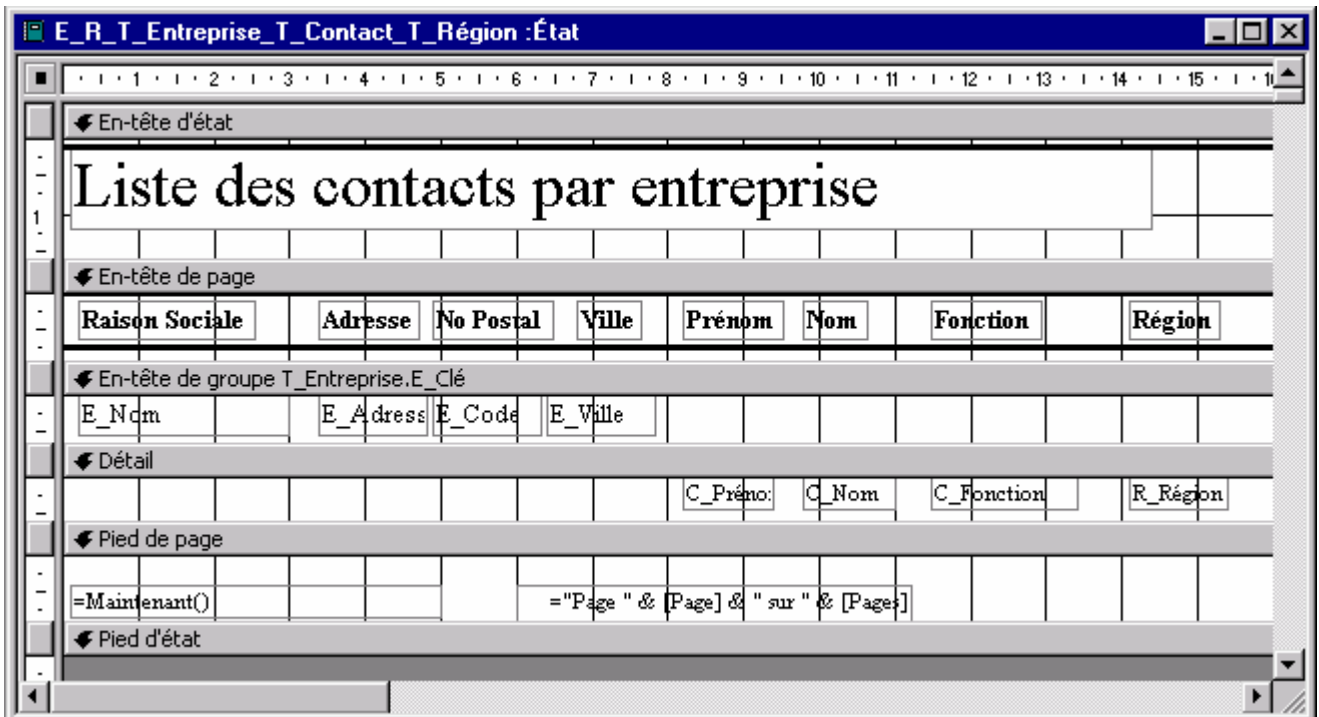 E_R_T_Entreprise_T_Contact_T_Région :État
1 2 3 4 5 6 7 8 9 10 11 12 13 14 15
En-tête d'état
Liste des contacts par entreprise
1
En-tête de page
Raison Sociale Adresse No Postal Ville Prénom Nom Fonction Région
En-tête de groupe T_Entreprise.E_Clé
E_Nom E_Adress E_Code E_Ville
Détail
C_Préno: C_Nom C_Fonction R_Région
Pied de page
=Maintenant() ="Page " & [Page] & " sur " & [Pages]
Pied d'état